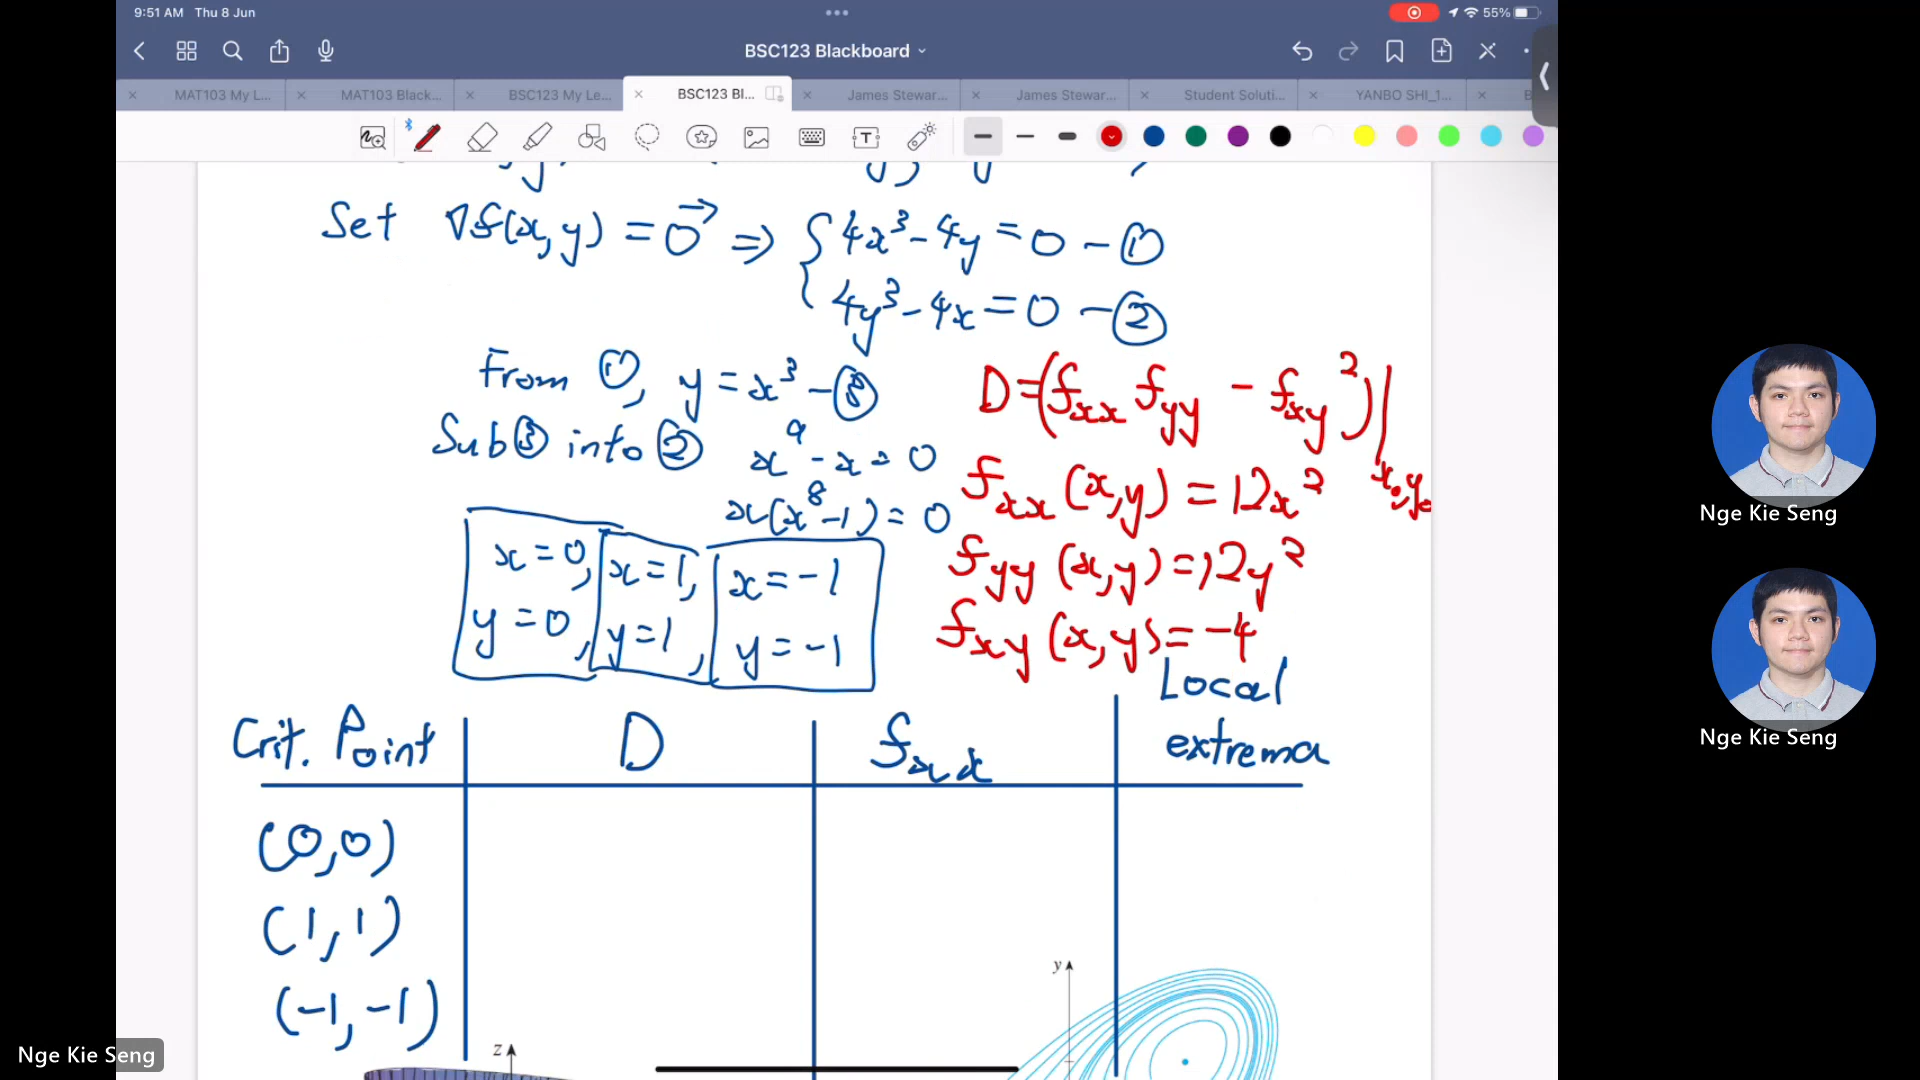 9:51 AM Thu 8 Jun
55%
BSC123 Blackboard
MAT103 My L...
MAT103 Black...
BSC123 My Le...
BSC123 Bl...
James Stewar...
James Stewar...
Student Soluti...
YANBO SHI_1...
Set ∇f(x,y) = 0⃗ ⇒ { 4x³ - 4y = 0 - ①
4y³ - 4x = 0 - ②
From ①, y = x³ - ③
Sub ③ into ② x⁹ - x = 0
x(x⁸ - 1) = 0
x = 0, x = 1, x = -1
y = 0, y = 1, y = -1
D = (fxx fyy - fxy²)|x₀,y₀
fxx (x,y) = 12x²
fyy (x,y) = 12y²
fxy (x,y) = -4
Crit. Point D fxx Local extrema
(0,0)
(1,1)
(-1,-1)
z
y
Nge Kie Seng
Nge Kie Seng
Nge Kie Seng